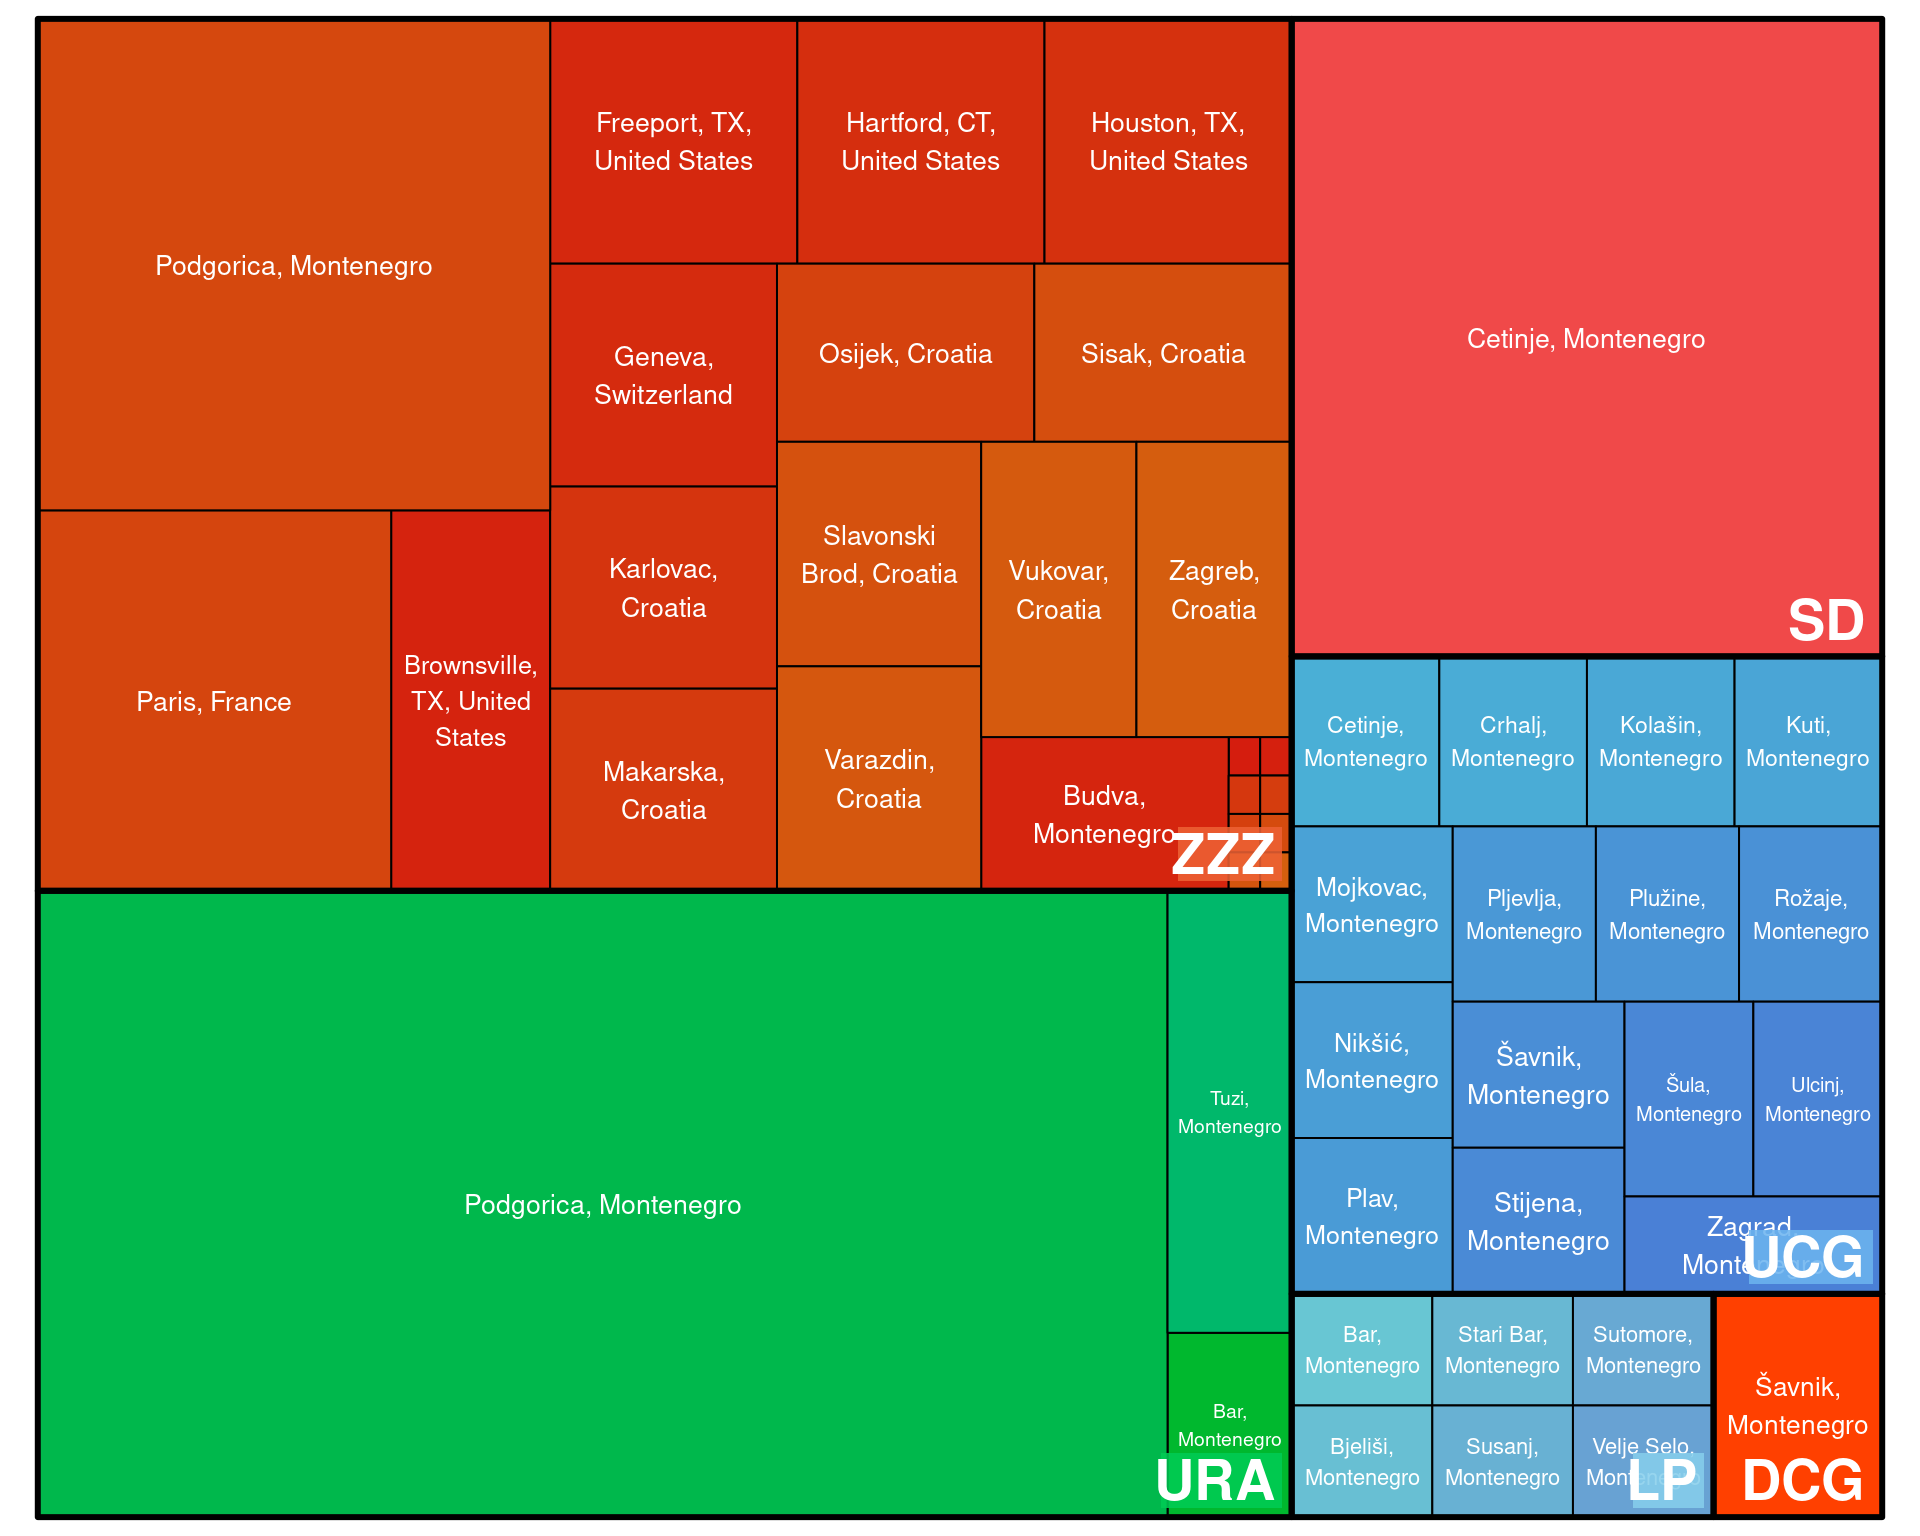 Podgorica, Montenegro
Freeport, TX,
United States
Hartford, CT,
United States
Houston, TX,
United States
Geneva,
Switzerland
Osijek, Croatia
Sisak, Croatia
Karlovac,
Croatia
Slavonski
Brod, Croatia
Vukovar,
Croatia
Zagreb,
Croatia
Paris, France
Brownsville,
TX, United
States
Makarska,
Croatia
Varazdin,
Croatia
Budva,
Montenegro
ZZZ
Cetinje, Montenegro
SD
Cetinje,
Montenegro
Crhalj,
Montenegro
Kolašin,
Montenegro
Kuti,
Montenegro
Mojkovac,
Montenegro
Pljevlja,
Montenegro
Plužine,
Montenegro
Rožaje,
Montenegro
Nikšić,
Montenegro
Šavnik,
Montenegro
Šula,
Montenegro
Ulcinj,
Montenegro
Plav,
Montenegro
Stijena,
Montenegro
Zagrad,
Montenegro
UCG
Podgorica, Montenegro
Tuzi,
Montenegro
Bar,
Montenegro
URA
Bar,
Montenegro
Stari Bar,
Montenegro
Sutomore,
Montenegro
Bjeliši,
Montenegro
Susanj,
Montenegro
Velje Selo,
Montenegro
LP
Šavnik,
Montenegro
DCG